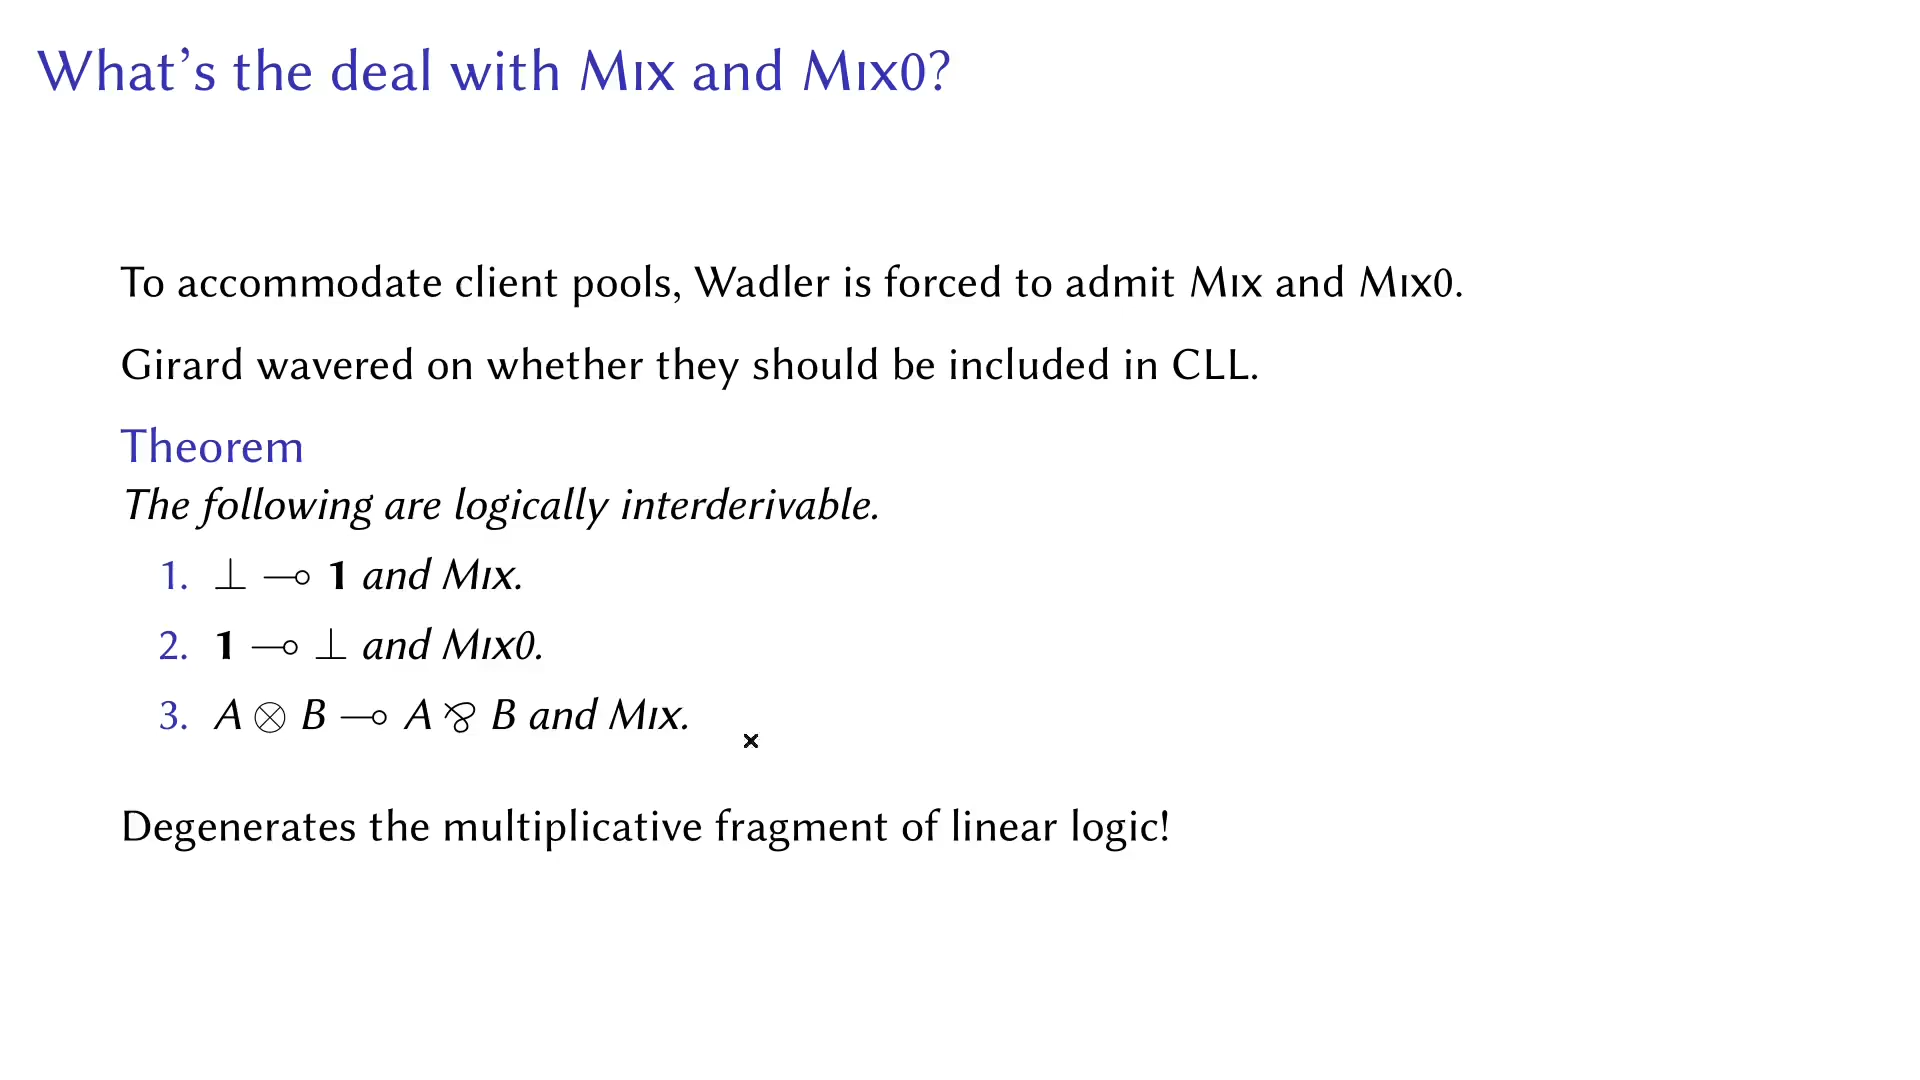 What's the deal with Mix and Mix0?
To accommodate client pools, Wadler is forced to admit Mix and Mix0.
Girard wavered on whether they should be included in CLL.
Theorem
The following are logically interderivable.
1. ⊥ ⊸ 1 and Mix.
2. 1 ⊸ ⊥ and Mix0.
3. A ⊗ B ⊸ A ⅋ B and Mix.
Degenerates the multiplicative fragment of linear logic!